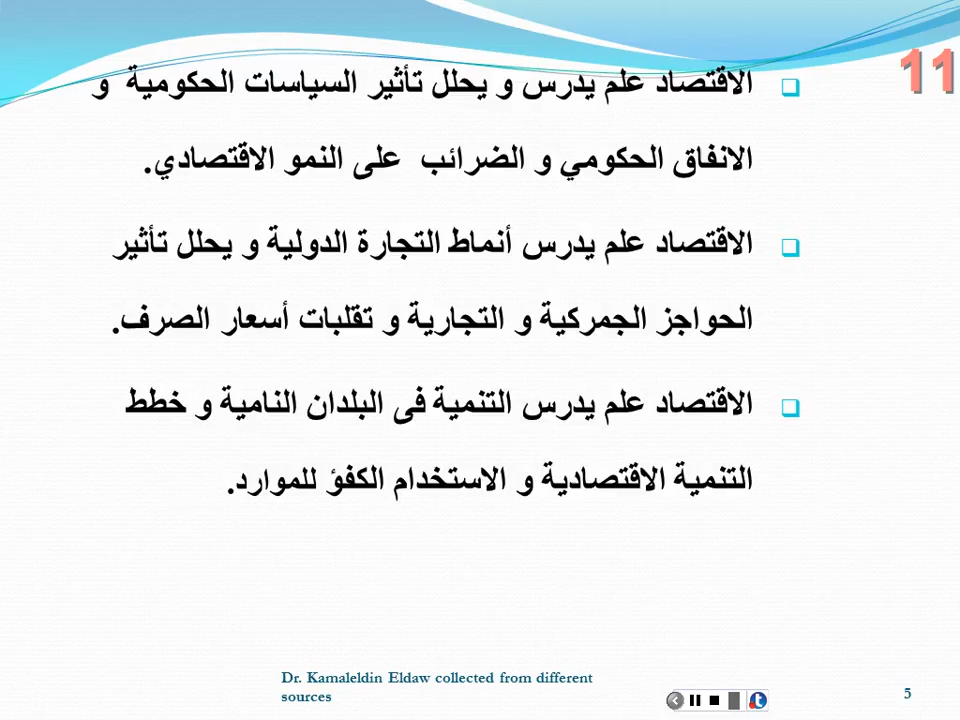 11
الاقتصاد علم يدرس و يحلل تأثير السياسات الحكومية و
الانفاق الحكومي و الضرائب على النمو الاقتصادي.
الاقتصاد علم يدرس أنماط التجارة الدولية و يحلل تأثير
الحواجز الجمركية و التجارية و تقلبات أسعار الصرف.
الاقتصاد علم يدرس التنمية فى البلدان النامية و خطط
التنمية الاقتصادية و الاستخدام الكفؤ للموارد.
Dr. Kamaleldin Eldaw collected from different
sources
t
5